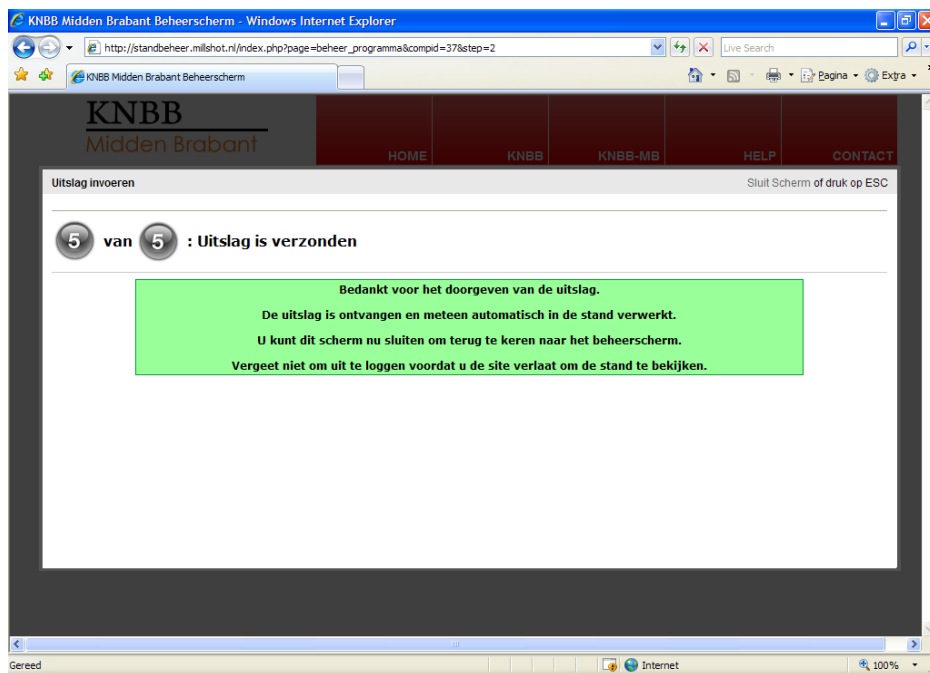 KNBB Midden Brabant Beheerscherm - Windows Internet Explorer
http://standbeheer.millshot.nl/index.php?page=beheer_programma&compid=37&step=2
Live Search
KNBB Midden Brabant Beheerscherm
Pagina
Extra
KNBB
Midden Brabant
HOME
KNBB
KNBB-MB
HELP
CONTACT
Uitslag invoeren
Sluit Scherm of druk op ESC
5 van 5 : Uitslag is verzonden
Bedankt voor het doorgeven van de uitslag.
De uitslag is ontvangen en meteen automatisch in de stand verwerkt.
U kunt dit scherm nu sluiten om terug te keren naar het beheerscherm.
Vergeet niet om uit te loggen voordat u de site verlaat om de stand te bekijken.
Gereed
Internet
100%